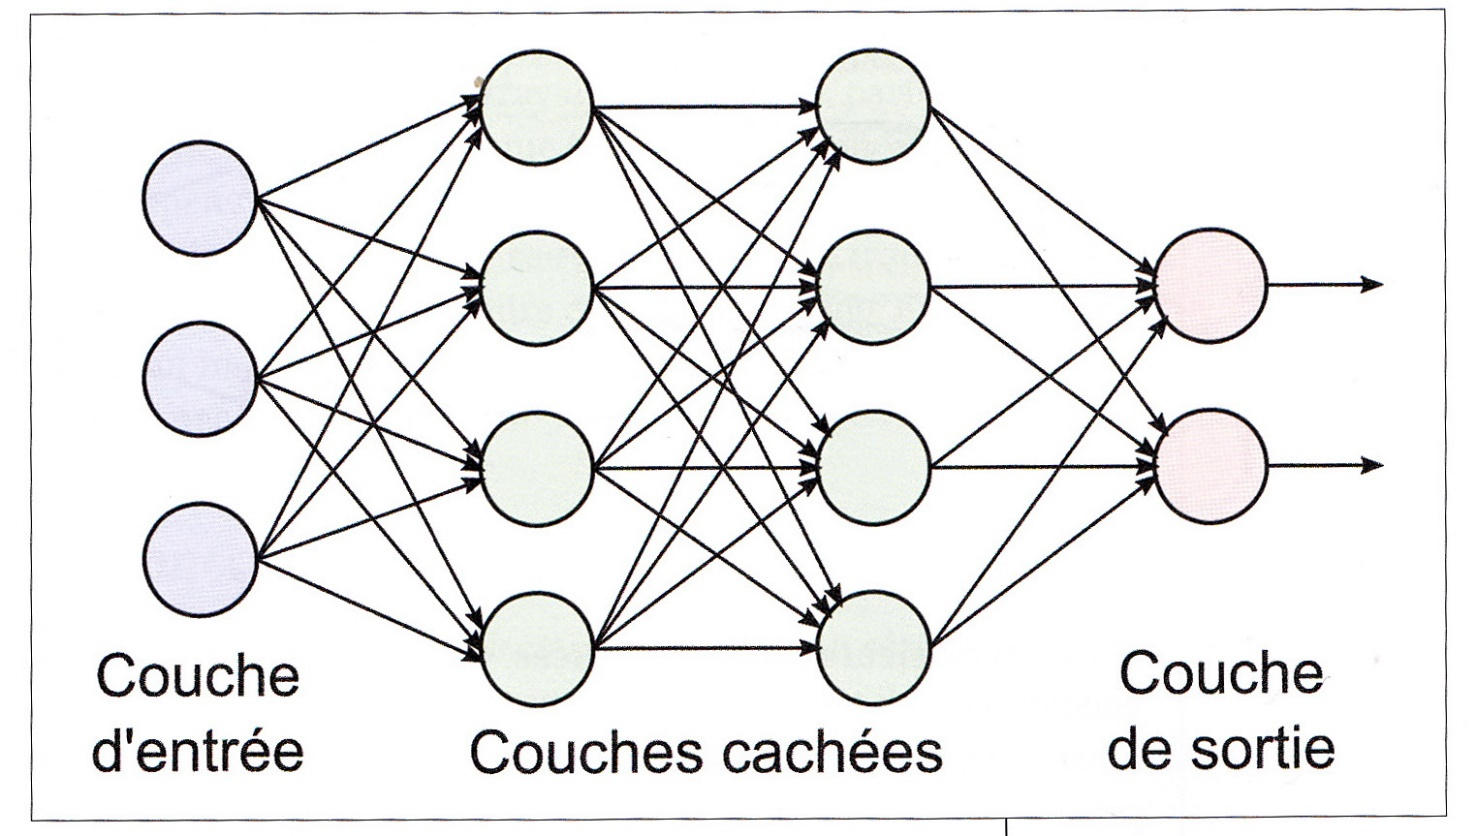 Couche
d'entrée
Couches cachées
Couche
de sortie